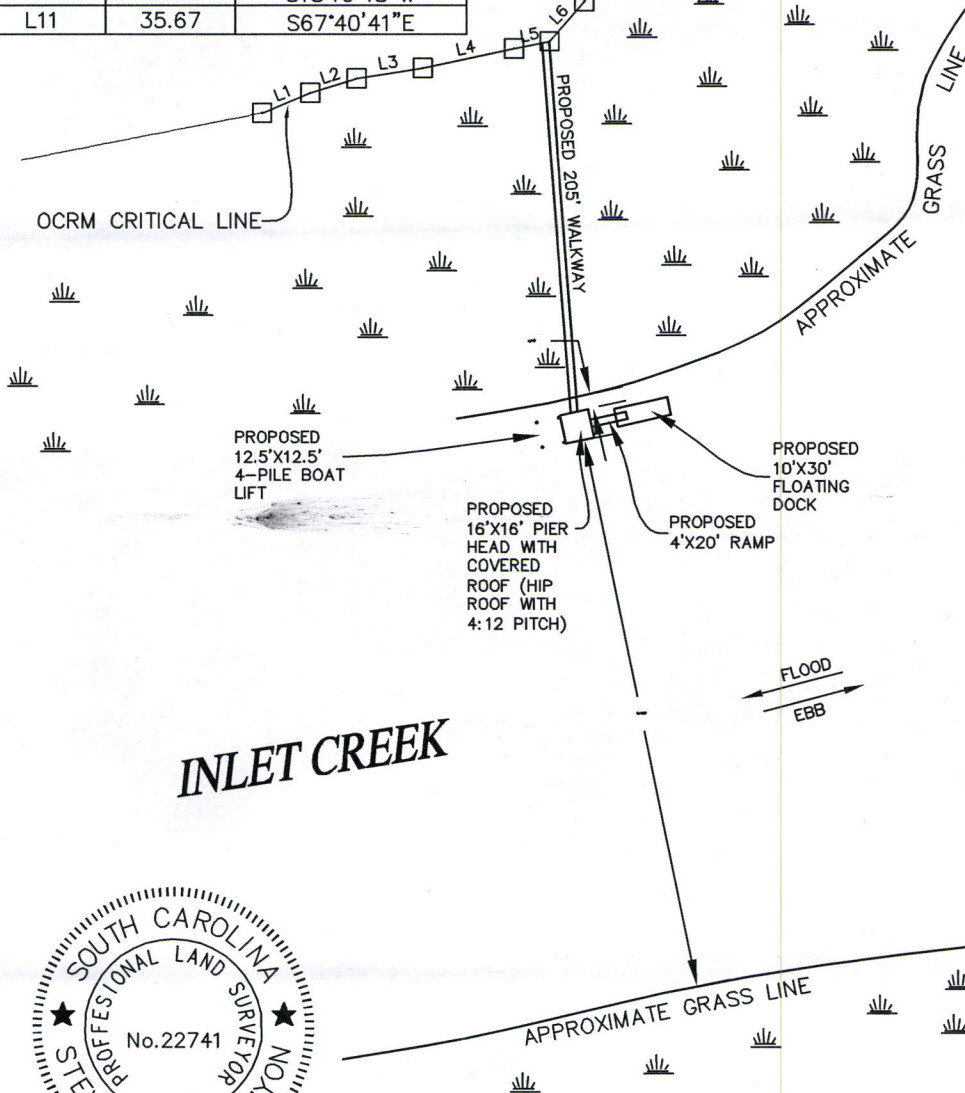 L11 35.67 S67°40'41"E
L1
L2
L3
L4
L5
L6
PROPOSED 205' WALKWAY
OCRM CRITICAL LINE
APPROXIMATE GRASS LINE
PROPOSED
12.5'X12.5'
4-PILE BOAT
LIFT
PROPOSED
16'X16' PIER
HEAD WITH
COVERED
ROOF (HIP
ROOF WITH
4:12 PITCH)
PROPOSED
4'X20' RAMP
PROPOSED
10'X30'
FLOATING
DOCK
FLOOD
EBB
INLET CREEK
APPROXIMATE GRASS LINE
SOUTH CAROLINA
PROFFESIONAL LAND SURVEYOR
No.22741